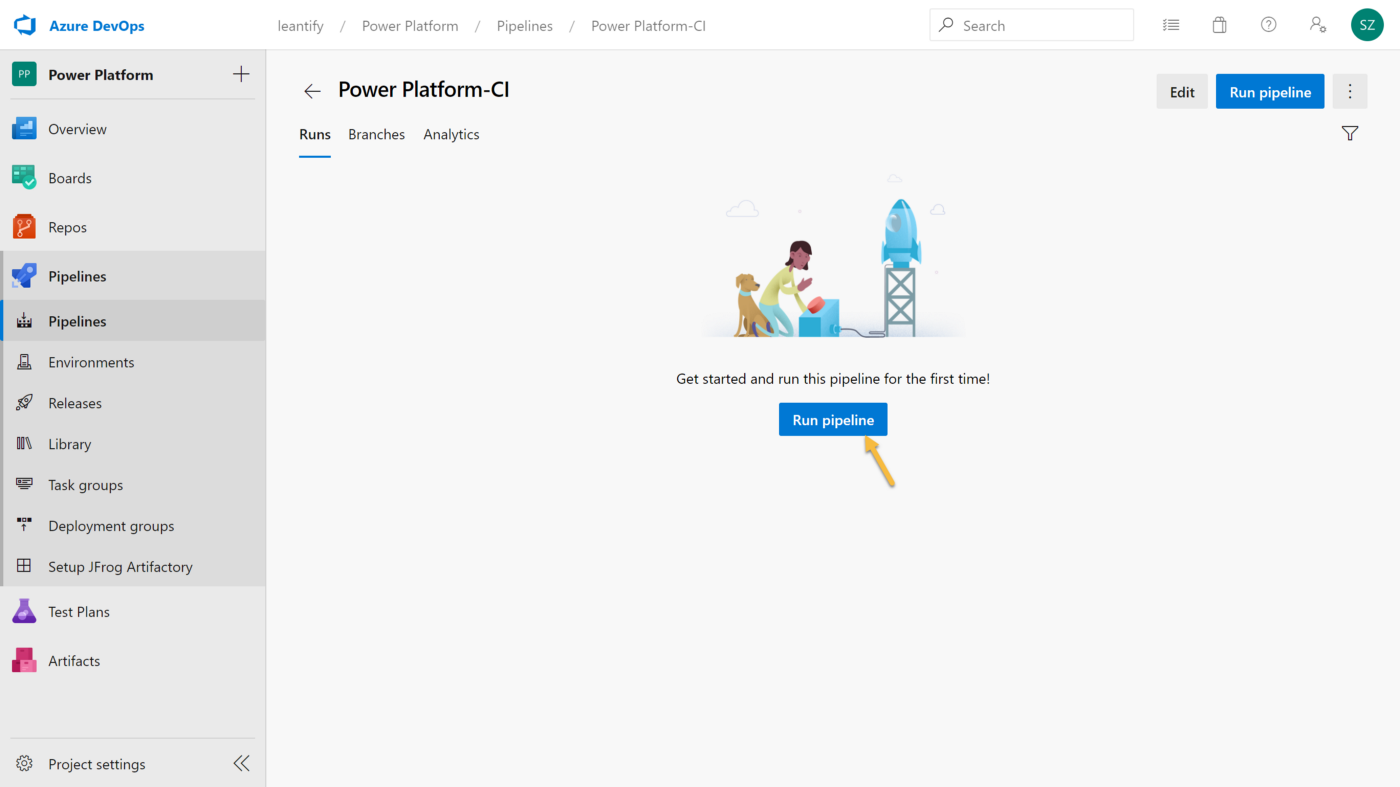 Azure DevOps
leantify / Power Platform / Pipelines / Power Platform-CI
Search
SZ
PP Power Platform
Overview
Boards
Repos
Pipelines
Pipelines
Environments
Releases
Library
Task groups
Deployment groups
Setup JFrog Artifactory
Test Plans
Artifacts
Project settings
Power Platform-CI
Edit Run pipeline
Runs Branches Analytics
Get started and run this pipeline for the first time!
Run pipeline